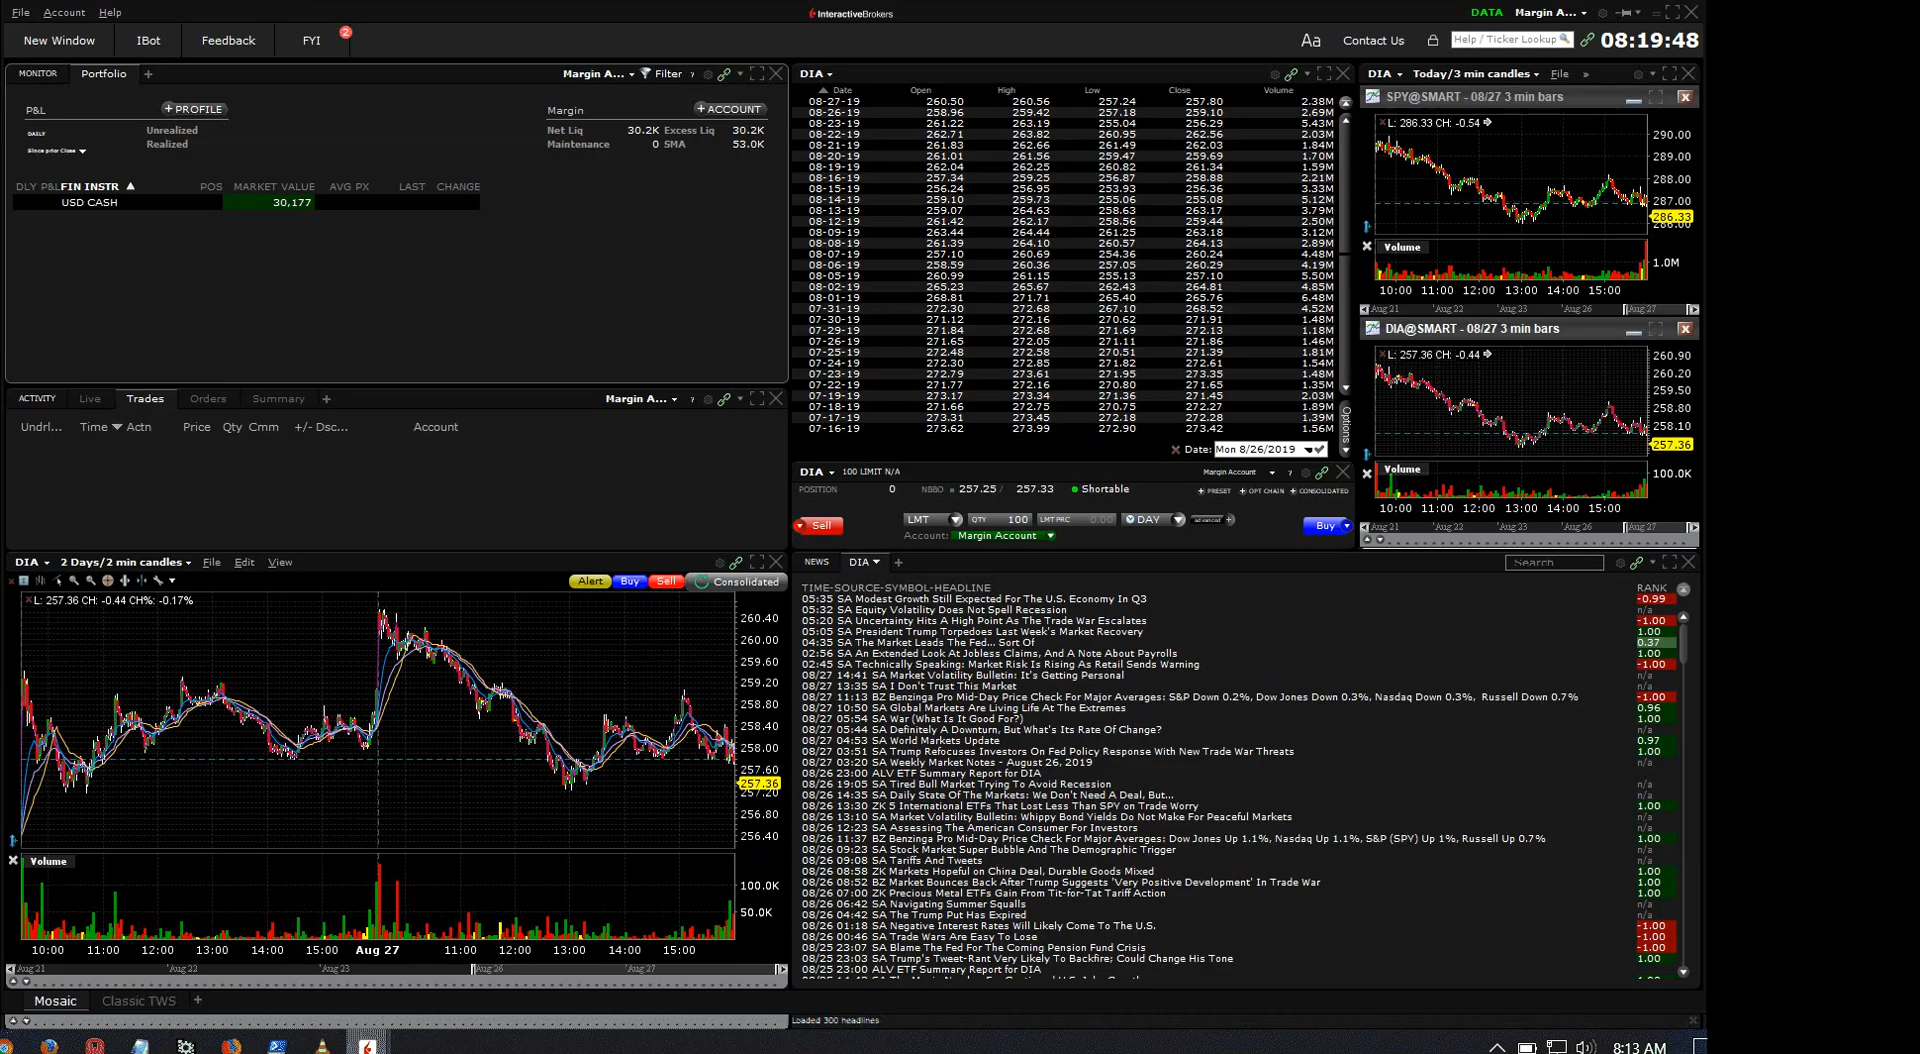 File Account Help
InteractiveBrokers
DATA Margin A...
New Window IBot Feedback FYI 2
Aa Contact Us Help / Ticker Lookup 08:19:48
MONITOR Portfolio + Margin A... Filter ?
P&L + PROFILE Margin + ACCOUNT
DAILY Unrealized Net Liq 30.2K Excess Liq 30.2K
Since prior Close Realized Maintenance 0 SMA 53.0K
DLY P&L FIN INSTR POS MARKET VALUE AVG PX LAST CHANGE
USD CASH 30,177
ACTIVITY Live Trades Orders Summary + Margin A... ?
Undrl... Time Actn Price Qty Cmm +/- Dsc... Account
DIA 2 Days/2 min candles File Edit View
Alert Buy Sell Consolidated
L: 257.36 CH: -0.44 CH%: -0.17%
260.40
260.00
259.60
259.20
258.80
258.40
258.00
257.60
257.36
257.20
256.80
256.40
Volume
100.0K
50.0K
10:00 11:00 12:00 13:00 14:00 15:00 Aug 27 11:00 12:00 13:00 14:00 15:00
Aug 21 Aug 22 Aug 23 Aug 26 Aug 27
Mosaic Classic TWS +
DIA
Date Open High Low Close Volume
08-27-19 260.50 260.56 257.24 257.80 2.38M
08-26-19 258.96 259.42 257.18 259.10 2.69M
08-23-19 261.22 263.19 255.04 256.29 5.43M
08-22-19 262.71 263.82 260.95 262.56 2.03M
08-21-19 261.83 262.66 261.49 262.03 1.84M
08-20-19 261.01 261.56 259.47 259.69 1.70M
08-19-19 262.04 262.25 260.82 261.34 1.59M
08-16-19 257.34 259.25 256.87 258.88 2.21M
08-15-19 256.24 256.95 253.93 256.36 3.33M
08-14-19 259.10 259.73 255.06 255.08 5.12M
08-13-19 259.07 264.63 258.63 263.17 3.79M
08-12-19 261.42 262.17 258.56 259.44 2.50M
08-09-19 263.44 264.44 261.25 263.18 3.12M
08-08-19 261.39 264.10 260.57 264.13 2.89M
08-07-19 257.10 269.69 254.36 260.24 4.48M
08-06-19 258.59 260.36 257.05 260.29 4.19M
08-05-19 260.99 261.15 255.13 257.10 5.50M
08-02-19 265.23 265.67 262.43 264.81 4.85M
08-01-19 268.81 271.71 265.40 265.76 6.48M
07-31-19 272.30 272.68 267.10 268.52 4.52M
07-30-19 271.12 272.16 270.62 271.91 1.48M
07-29-19 271.84 272.68 271.69 272.13 1.18M
07-26-19 271.65 272.05 271.11 271.86 1.46M
07-25-19 272.48 272.58 270.51 271.39 1.81M
07-24-19 272.30 272.85 271.82 272.61 1.54M
07-23-19 272.79 273.61 271.95 273.35 1.48M
07-22-19 271.77 272.16 270.80 271.65 1.35M
07-19-19 273.17 273.34 271.36 271.45 2.03M
07-18-19 271.66 272.75 270.75 272.27 1.89M
07-17-19 273.31 273.45 272.18 272.28 1.39M
07-16-19 273.62 273.99 272.90 273.42 1.56M
Options
Date: Mon 8/26/2019
DIA 100 LIMIT N/A Margin Account ?
POSITION 0 NBBO 257.25 / 257.33 Shortable + PRESET + OPT CHAIN + CONSOLIDATED
Sell LMT QTY 100 LMT PRC 0.00 DAY advanced + Buy
Account: Margin Account
DIA Today/3 min candles File »
SPY@SMART - 08/27 3 min bars
L: 286.33 CH: -0.54
290.00
289.00
288.00
287.00
286.33
286.00
Volume
1.0M
10:00 11:00 12:00 13:00 14:00 15:00
Aug 21 Aug 22 Aug 23 Aug 26 Aug 27
DIA@SMART - 08/27 3 min bars
L: 257.36 CH: -0.44
260.90
260.20
259.50
258.80
258.10
257.36
Volume
100.0K
10:00 11:00 12:00 13:00 14:00 15:00
Aug 21 Aug 22 Aug 23 Aug 26 Aug 27
NEWS DIA + Search
TIME-SOURCE-SYMBOL-HEADLINE RANK
05:35 SA Modest Growth Still Expected For The U.S. Economy In Q3 -0.99
05:32 SA Equity Volatility Does Not Spell Recession n/a
05:20 SA Uncertainty Hits A High Point As The Trade War Escalates -1.00
05:05 SA President Trump Torpedoes Last Week's Market Recovery 1.00
04:35 SA The Market Leads The Fed... Sort Of 0.37
02:56 SA An Extended Look At Jobless Claims, And A Note About Payrolls 1.00
02:45 SA Technically Speaking: Market Risk Is Rising As Retail Sends Warning -1.00
08/27 14:41 SA Market Volatility Bulletin: It's Getting Personal n/a
08/27 13:35 SA I Don't Trust This Market n/a
08/27 11:13 BZ Benzinga Pro Mid-Day Price Check For Major Averages: S&P Down 0.2%, Dow Jones Down 0.3%, Nasdaq Down 0.3%, Russell Down 0.7% -1.00
08/27 10:50 SA Global Markets Are Living Life At The Extremes 0.96
08/27 05:54 SA War (What Is It Good For?) 1.00
08/27 05:44 SA Definitely A Downturn, But What's Its Rate Of Change? n/a
08/27 04:53 SA World Markets Update 0.97
08/27 03:51 SA Trump Refocuses Investors On Fed Policy Response With New Trade War Threats 1.00
08/27 03:20 SA Weekly Market Notes - August 26, 2019 n/a
08/26 23:00 ALV ETF Summary Report for DIA
08/26 19:05 SA Tired Bull Market Trying To Avoid Recession n/a
08/26 14:35 SA Daily State Of The Markets: We Don't Need A Deal, But... n/a
08/26 13:30 ZK 5 International ETFs That Lost Less Than SPY on Trade Worry 1.00
08/26 13:10 SA Market Volatility Bulletin: Whippy Bond Yields Do Not Make For Peaceful Markets n/a
08/26 12:23 SA Assessing The American Consumer For Investors n/a
08/26 11:37 BZ Benzinga Pro Mid-Day Price Check For Major Averages: Dow Jones Up 1.1%, Nasdaq Up 1.1%, S&P (SPY) Up 1%, Russell Up 0.7% 1.00
08/26 09:23 SA Stock Market Super Bubble And The Demographic Trigger n/a
08/26 09:08 SA Tariffs And Tweets n/a
08/26 08:58 ZK Markets Hopeful on China Deal, Durable Goods Mixed 1.00
08/26 08:52 BZ Market Bounces Back After Trump Suggests 'Very Positive Development' In Trade War 1.00
08/26 07:00 ZK Precious Metal ETFs Gain From Tit-for-Tat Tariff Action 1.00
08/26 06:42 SA Navigating Summer Squalls n/a
08/26 04:42 SA The Trump Put Has Expired n/a
08/26 01:18 SA Negative Interest Rates Will Likely Come To The U.S. -1.00
08/26 00:46 SA Trade Wars Are Easy To Lose -1.00
08/25 23:07 SA Blame The Fed For The Coming Pension Fund Crisis -1.00
08/25 23:03 SA Trump's Tweet-Rant Very Likely To Backfire; Could Change His Tone 1.00
08/25 23:00 ALV ETF Summary Report for DIA
Loaded 300 headlines
8:13 AM